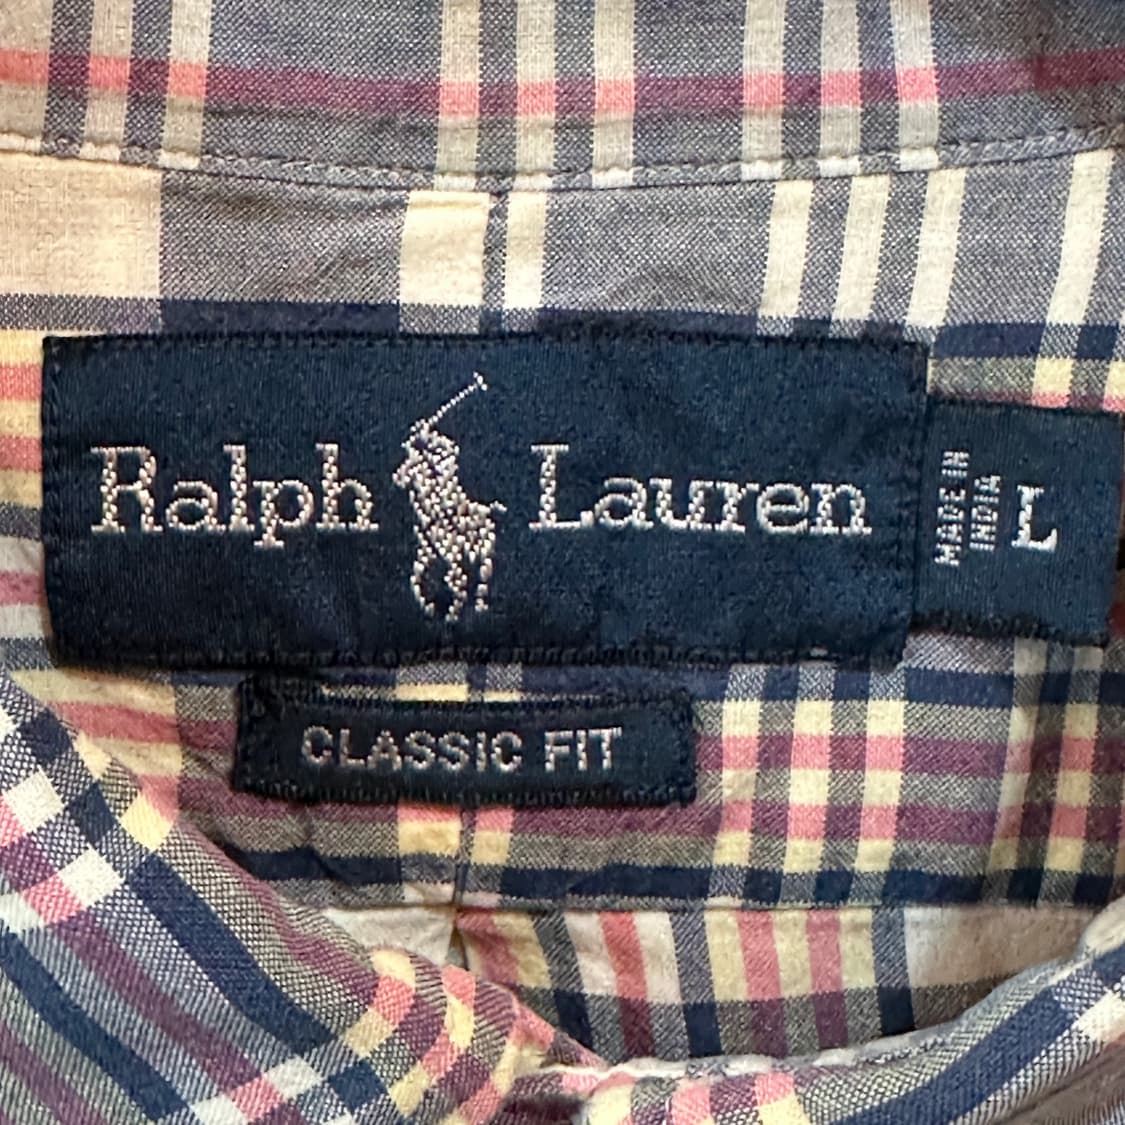 Ralph Lauren
MADE IN
INDIA
L
CLASSIC FIT